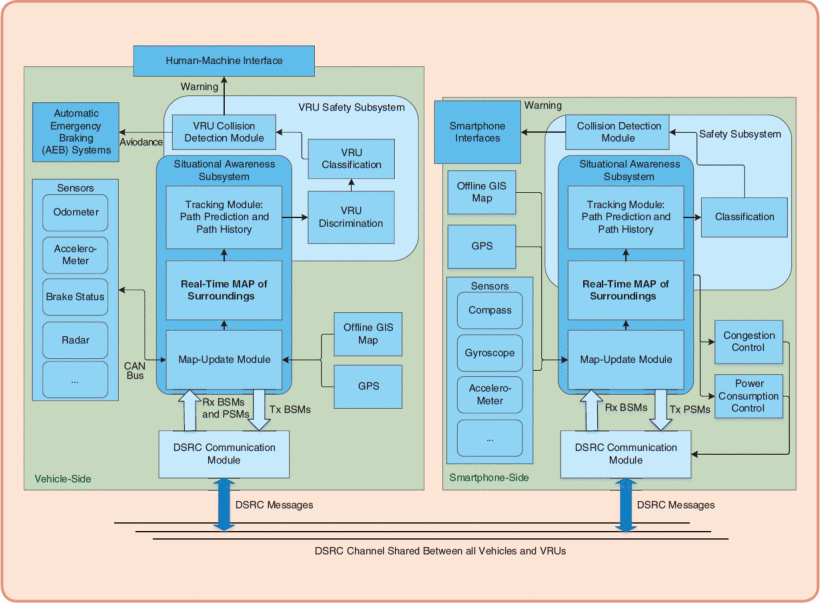 Human-Machine Interface
Warning
VRU Safety Subsystem
Automatic
Emergency
Braking
(AEB) Systems
Aviodance
VRU Collision
Detection Module
VRU
Classification
Situational Awareness
Subsystem
Sensors
Odometer
Accelero-
Meter
Brake Status
Radar
...
CAN
Bus
Tracking Module:
Path Prediction and
Path History
VRU
Discrimination
Real-Time MAP of
Surroundings
Map-Update Module
Offline GIS
Map
GPS
Rx BSMs
and PSMs
Tx BSMs
DSRC Communication
Module
Vehicle-Side
DSRC Messages
Warning
Smartphone
Interfaces
Collision Detection
Module
Safety Subsystem
Situational Awareness
Subsystem
Offline GIS
Map
GPS
Tracking Module:
Path Prediction and
Path History
Classification
Sensors
Compass
Gyroscope
Accelero-
Meter
...
Real-Time MAP of
Surroundings
Map-Update Module
Congestion
Control
Power
Consumption
Control
Rx BSMs
Tx PSMs
DSRC Communication
Module
Smartphone-Side
DSRC Messages
DSRC Channel Shared Between all Vehicles and VRUs